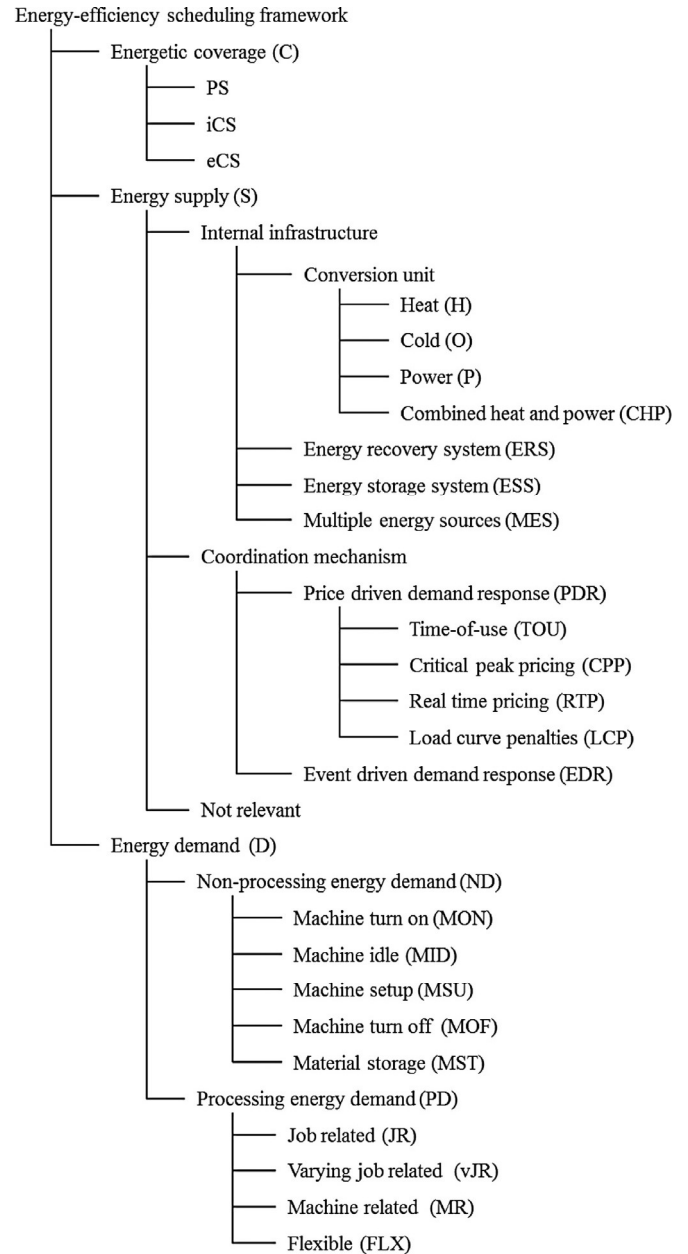 Energy-efficiency scheduling framework
Energetic coverage (C)
PS
iCS
eCS
Energy supply (S)
Internal infrastructure
Conversion unit
Heat (H)
Cold (O)
Power (P)
Combined heat and power (CHP)
Energy recovery system (ERS)
Energy storage system (ESS)
Multiple energy sources (MES)
Coordination mechanism
Price driven demand response (PDR)
Time-of-use (TOU)
Critical peak pricing (CPP)
Real time pricing (RTP)
Load curve penalties (LCP)
Event driven demand response (EDR)
Not relevant
Energy demand (D)
Non-processing energy demand (ND)
Machine turn on (MON)
Machine idle (MID)
Machine setup (MSU)
Machine turn off (MOF)
Material storage (MST)
Processing energy demand (PD)
Job related (JR)
Varying job related (vJR)
Machine related (MR)
Flexible (FLX)